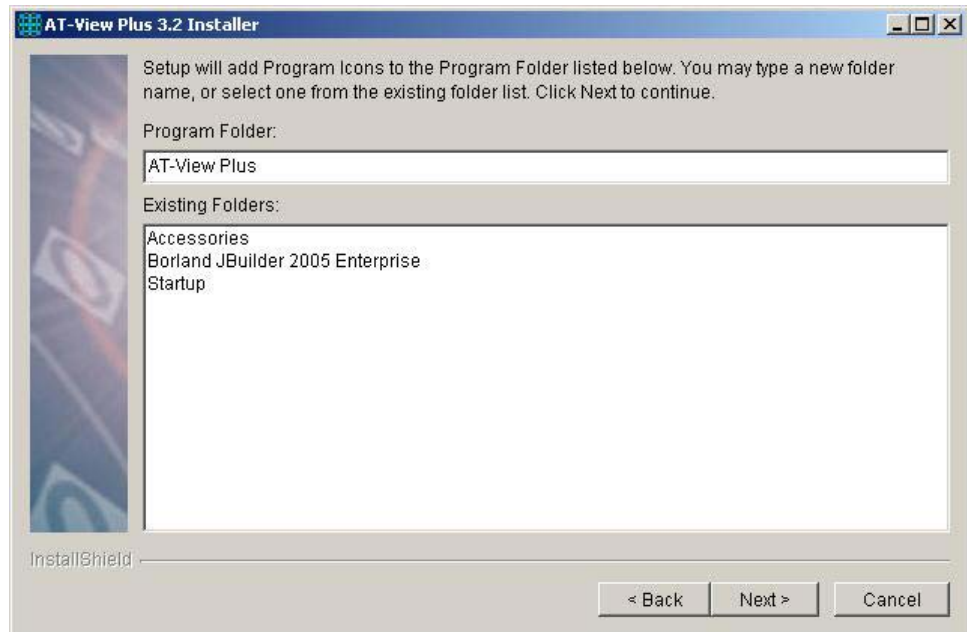 AT-View Plus 3.2 Installer
Setup will add Program Icons to the Program Folder listed below. You may type a new folder
name, or select one from the existing folder list. Click Next to continue.
Program Folder:
AT-View Plus
Existing Folders:
Accessories
Borland JBuilder 2005 Enterprise
Startup
InstallShield
< Back Next > Cancel